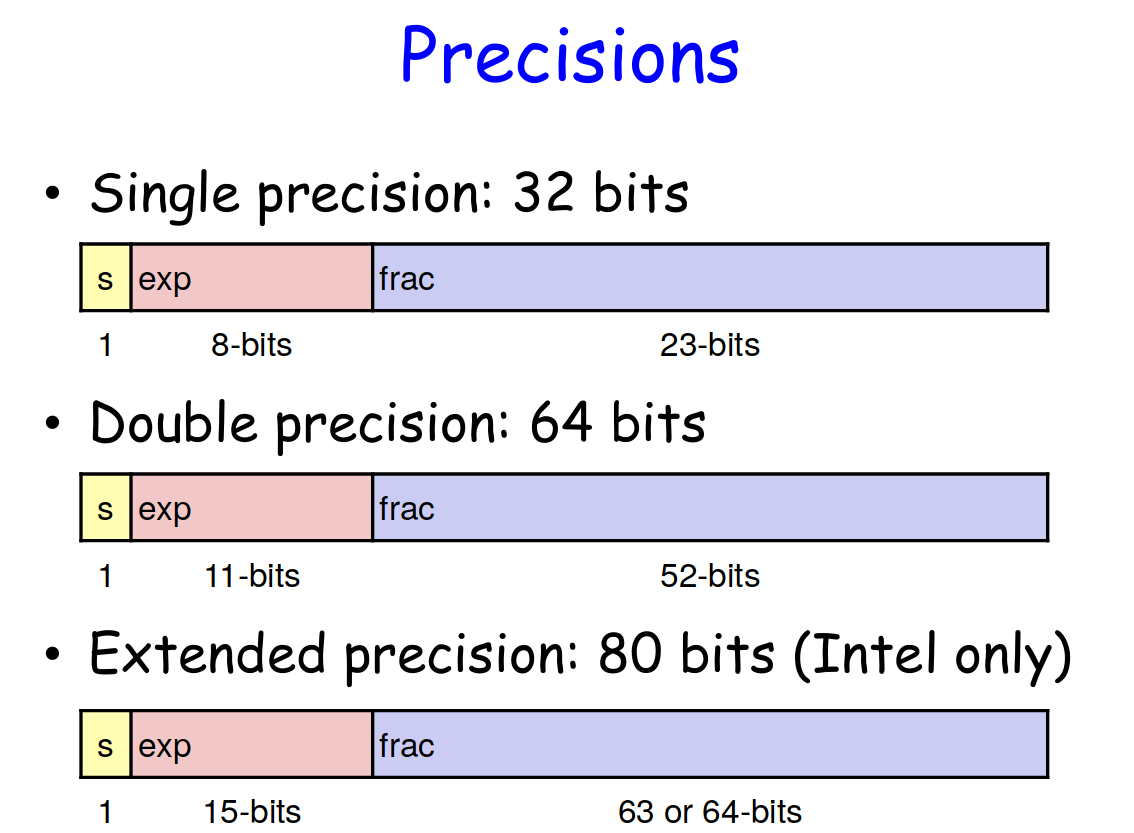 Precisions
• Single precision: 32 bits
s exp frac
1 8-bits 23-bits
• Double precision: 64 bits
s exp frac
1 11-bits 52-bits
• Extended precision: 80 bits (Intel only)
s exp frac
1 15-bits 63 or 64-bits